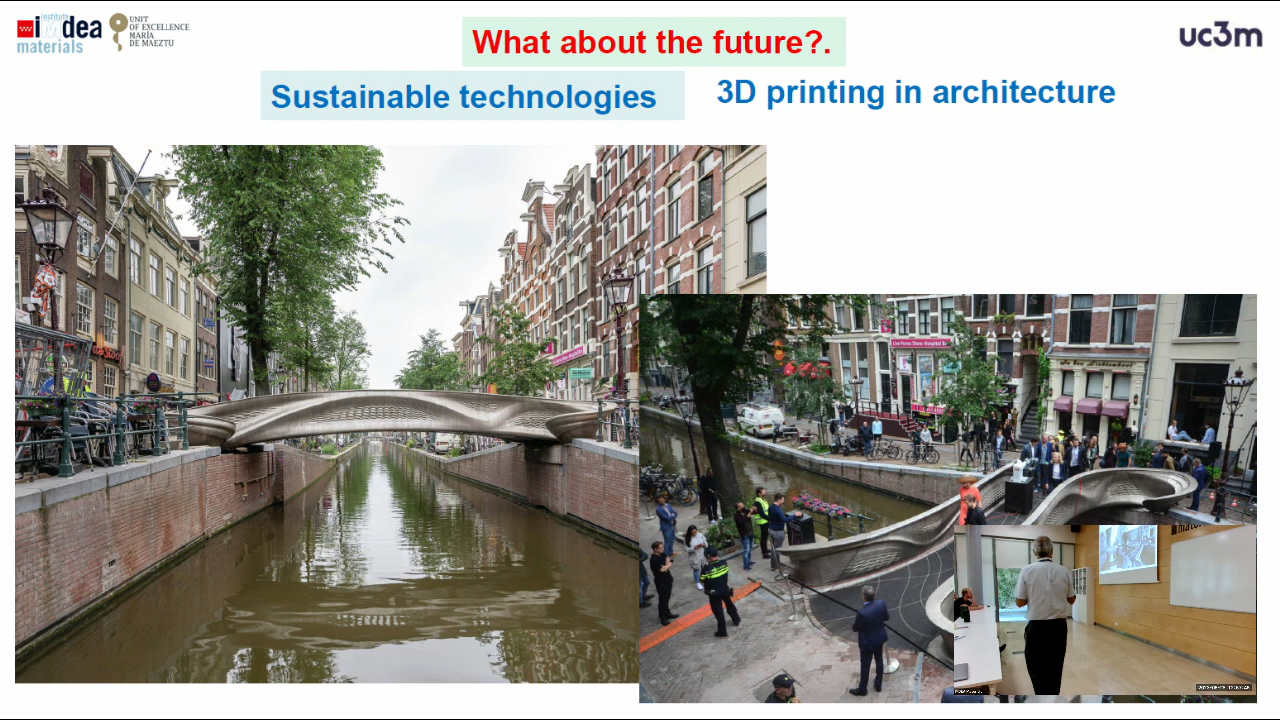 institute
iMdea
materials
UNIT
OF EXCELLENCE
MARÍA
DE MAEZTU
What about the future?.
uc3m
Sustainable technologies
3D printing in architecture